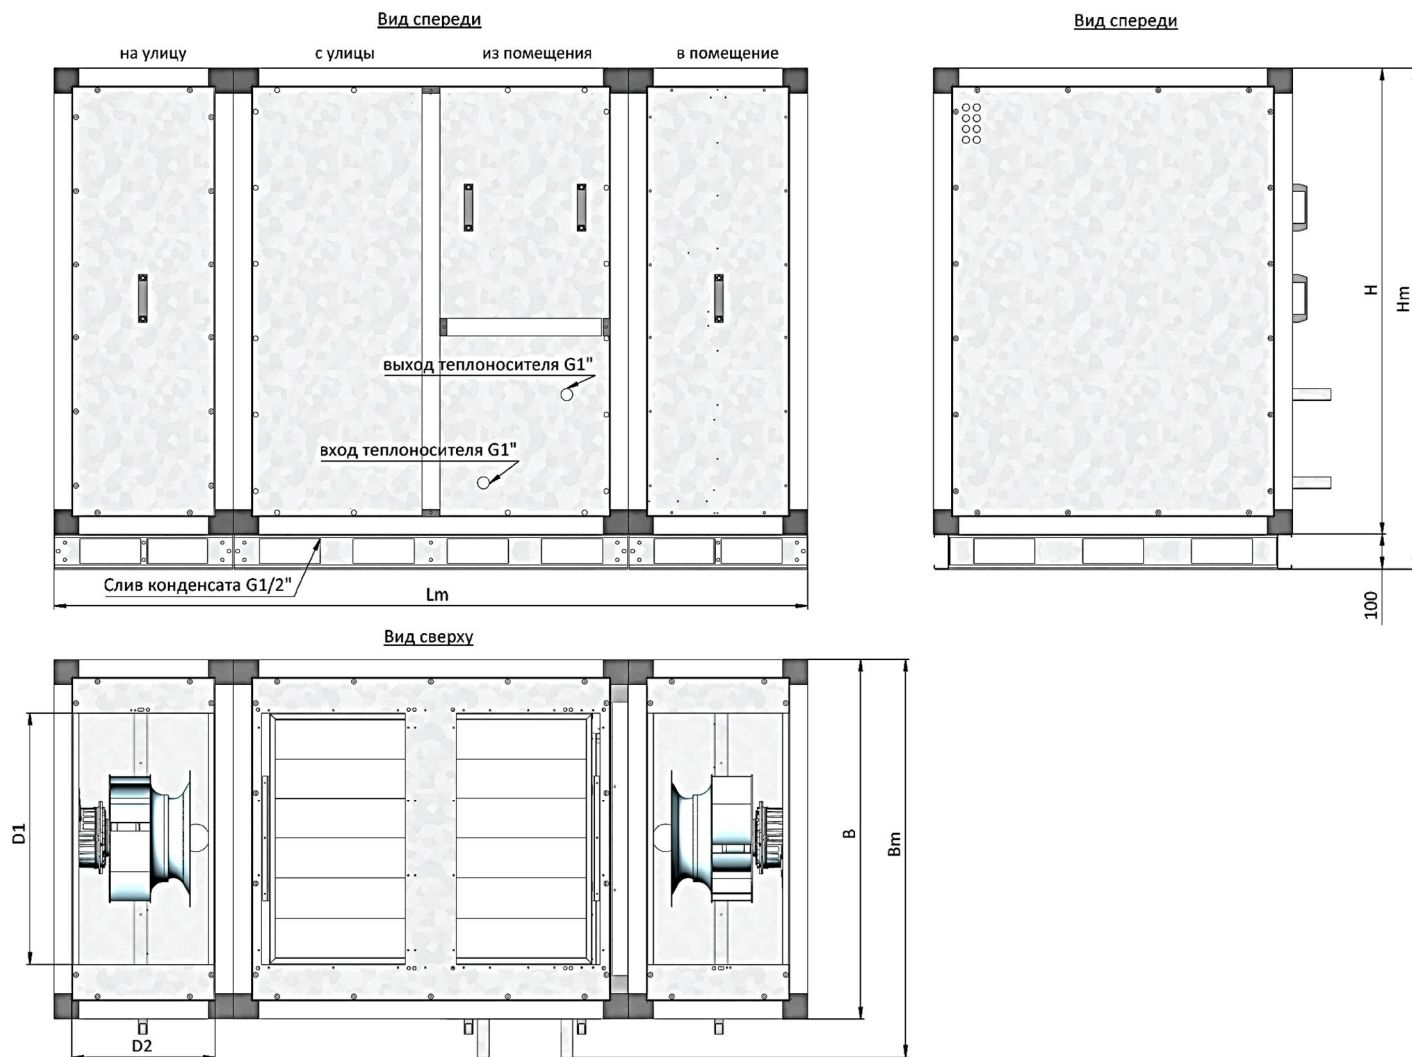 Вид спереди
Вид спереди
на улицу
с улицы
из помещения
в помещение
H
Hm
выход теплоносителя G1"
вход теплоносителя G1"
Слив конденсата G1/2"
Lm
100
Вид сверху
D1
B
Bm
D2